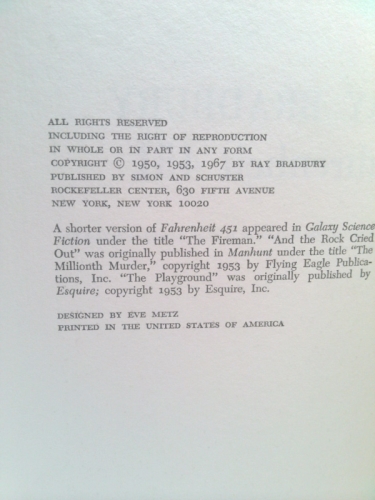 ALL RIGHTS RESERVED
INCLUDING THE RIGHT OF REPRODUCTION
IN WHOLE OR IN PART IN ANY FORM
COPYRIGHT © 1950, 1953, 1967 BY RAY BRADBURY
PUBLISHED BY SIMON AND SCHUSTER
ROCKEFELLER CENTER, 630 FIFTH AVENUE
NEW YORK, NEW YORK 10020
A shorter version of Fahrenheit 451 appeared in Galaxy Science
Fiction under the title "The Fireman." "And the Rock Cried
Out" was originally published in Manhunt under the title "The
Millionth Murder," copyright 1953 by Flying Eagle Publica-
tions, Inc. "The Playground" was originally published by
Esquire; copyright 1953 by Esquire, Inc.
DESIGNED BY EVE METZ
PRINTED IN THE UNITED STATES OF AMERICA